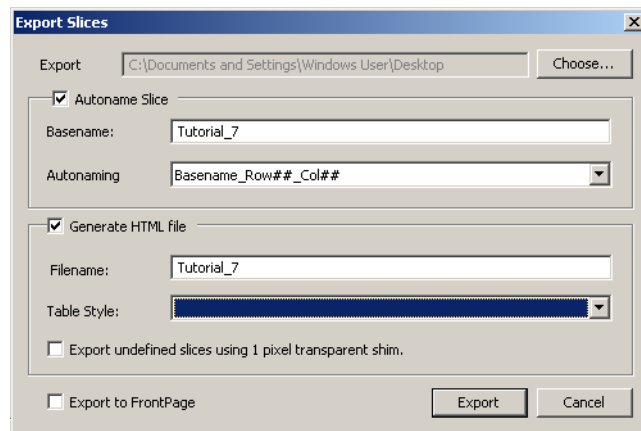 Export Slices
Export C:\Documents and Settings\Windows User\Desktop Choose...
Autoname Slice
Basename: Tutorial_7
Autonaming Basename_Row##_Col##
Generate HTML file
Filename: Tutorial_7
Table Style:
Export undefined slices using 1 pixel transparent shim.
Export to FrontPage Export Cancel